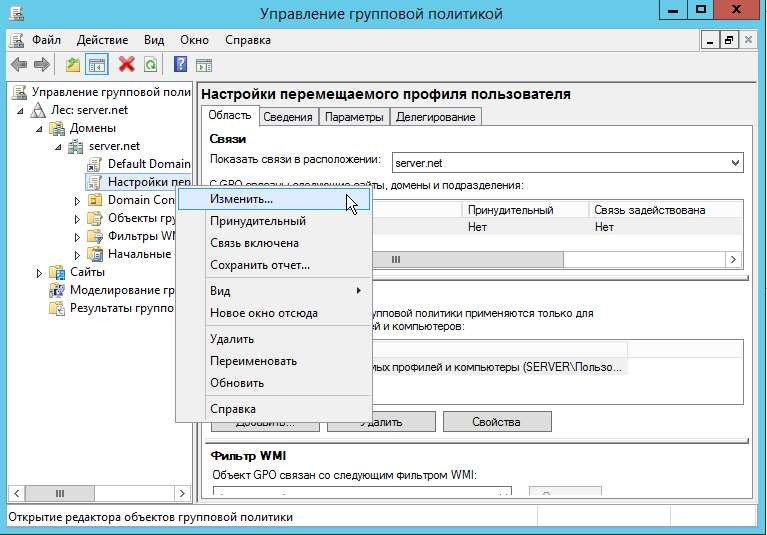 Управление групповой политикой
Файл Действие Вид Окно Справка
Управление групповой поли
Лес: server.net
Домены
server.net
Default Domain
Настройки пер
Domain Con
Объекты гру
Фильтры WM
Начальные
Сайты
Моделирование гр
Результаты группо
Настройки перемещаемого профиля пользователя
Область Сведения Параметры Делегирование
Связи
Показать связи в расположении: server.net
С GPO связаны следующие сайты, домены и подразделения:
Принудительный Связь задействована
Нет Нет
Изменить...
Принудительный
Связь включена
Сохранить отчет...
Вид
Новое окно отсюда
Удалить
Переименовать
Обновить
Справка
упповой политики применяются только для
ей и компьютеров:
мых профилей и компьютеры (SERVER\Пользо...
Добавить... Удалить Свойства
Фильтр WMI
Объект GPO связан со следующим фильтром WMI:
Открытие редактора объектов групповой политики